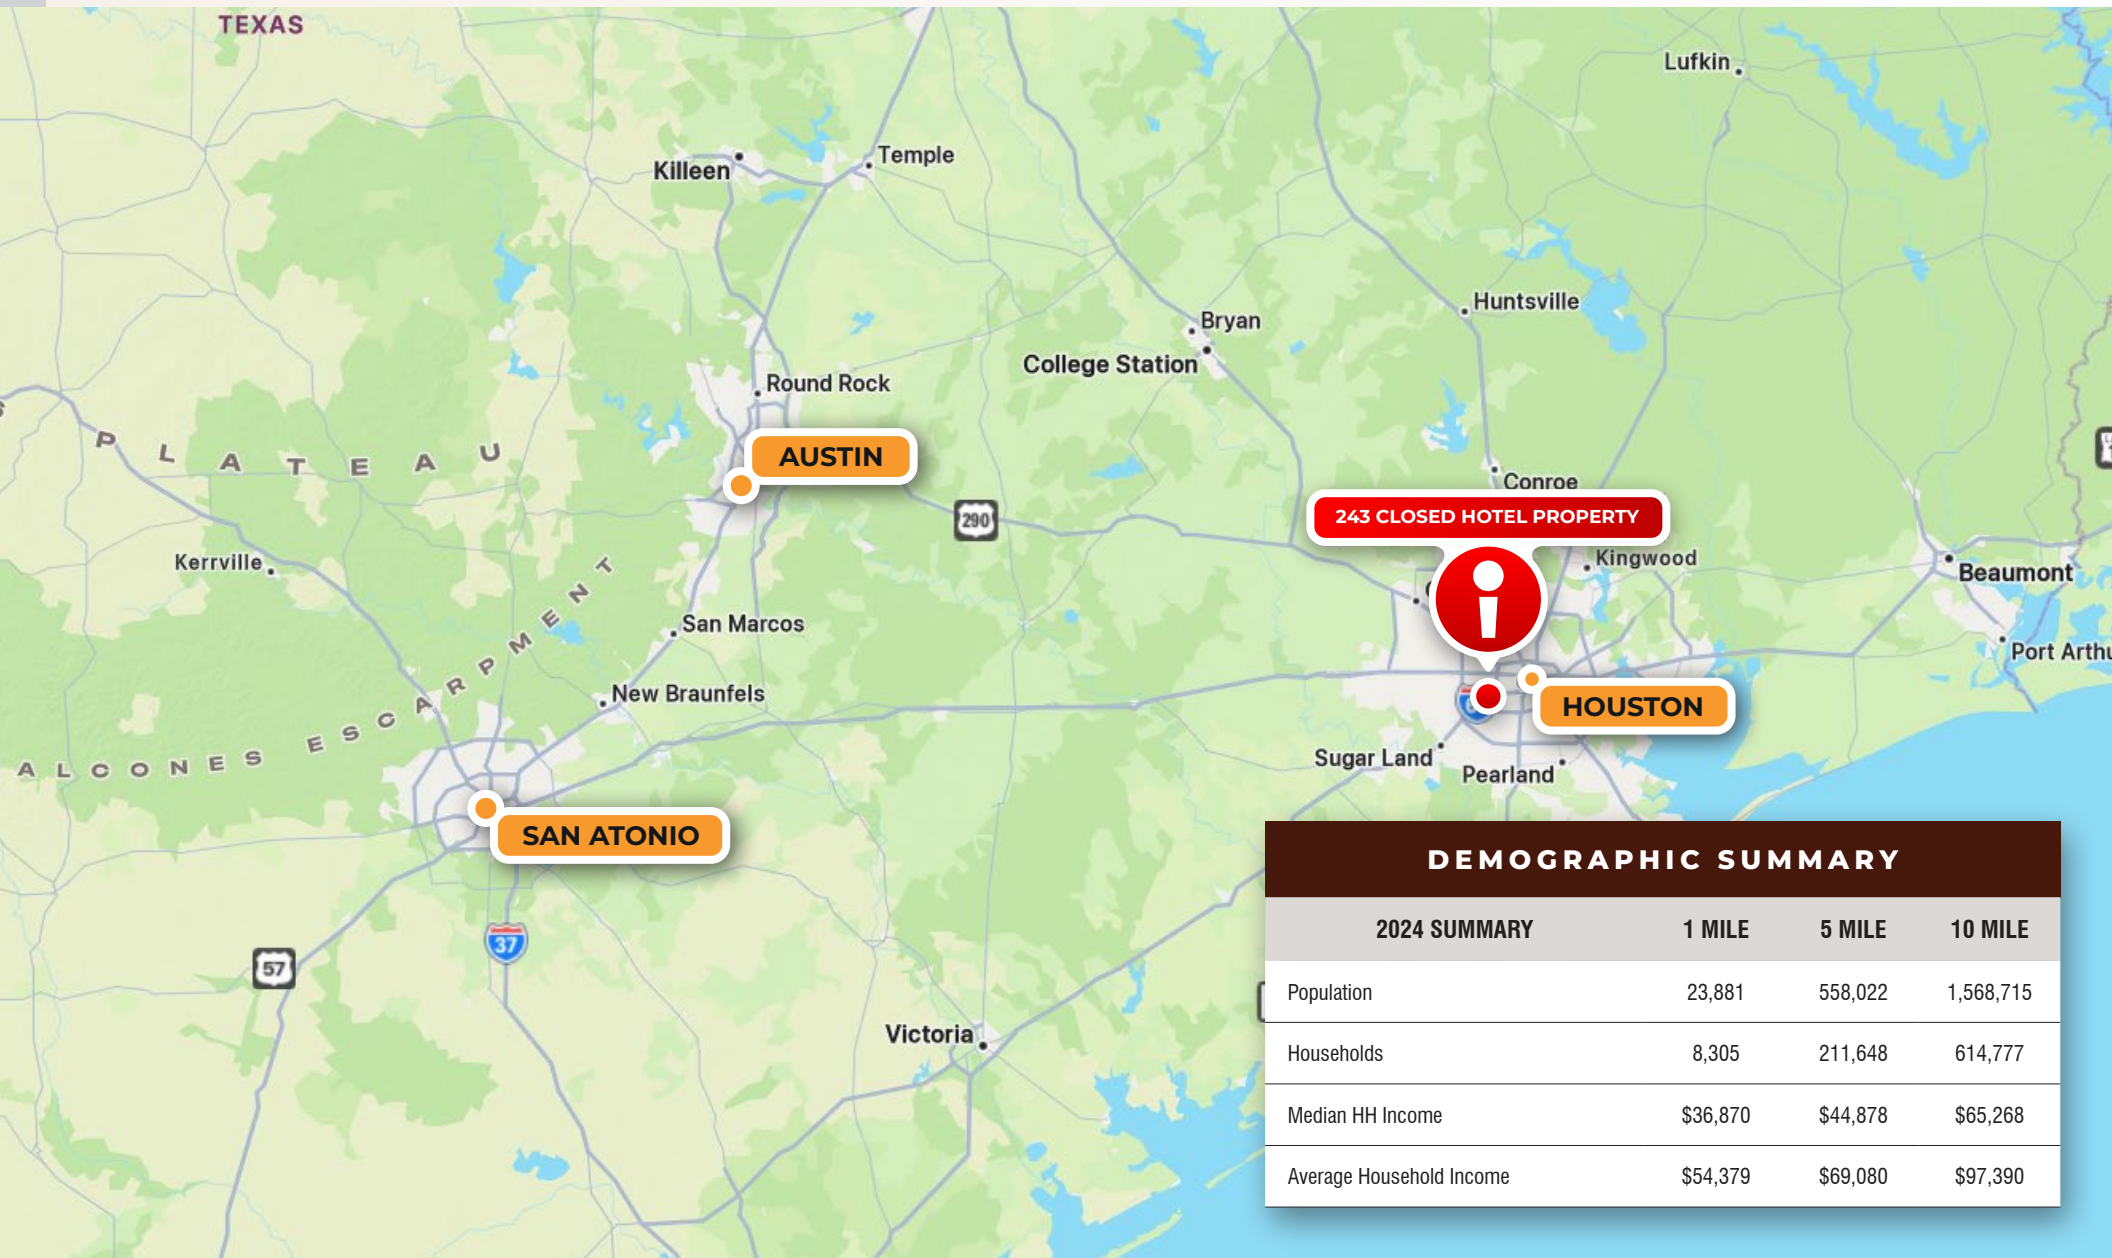 TEXAS
Lufkin
Killeen
Temple
Huntsville
Bryan
College Station
Round Rock
PLATEAU
AUSTIN
Conroe
290
243 CLOSED HOTEL PROPERTY
Kerrville
Kingwood
Beaumont
San Marcos
Port Arthu
New Braunfels
HOUSTON
ALCONES ESCARPMENT
Sugar Land
Pearland
SAN ATONIO
37
57
Victoria
DEMOGRAPHIC SUMMARY
2024 SUMMARY 1 MILE 5 MILE 10 MILE
Population 23,881 558,022 1,568,715
Households 8,305 211,648 614,777
Median HH Income $36,870 $44,878 $65,268
Average Household Income $54,379 $69,080 $97,390